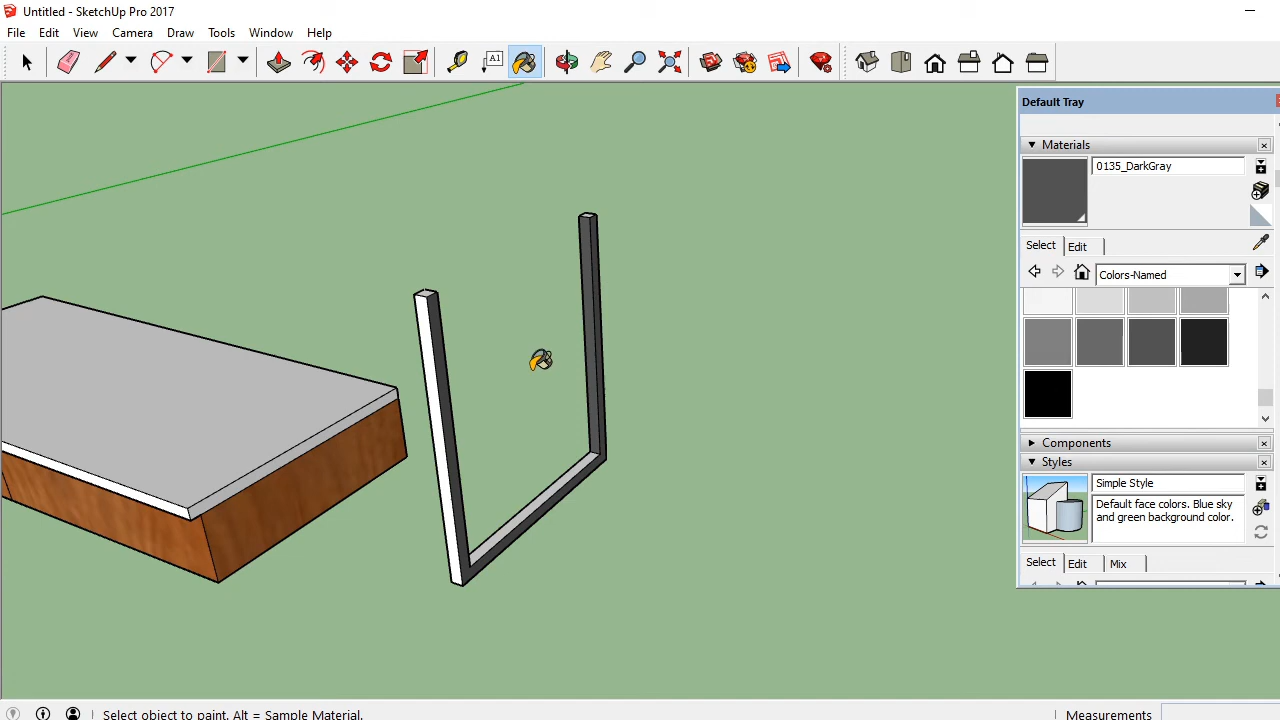 Untitled - SketchUp Pro 2017
File Edit View Camera Draw Tools Window Help
A1
Default Tray
Materials
0135_DarkGray
Select Edit
Colors-Named
Components
Styles
Simple Style
Default face colors. Blue sky
and green background color.
Select Edit Mix
Select object to paint. Alt = Sample Material.
Measurements